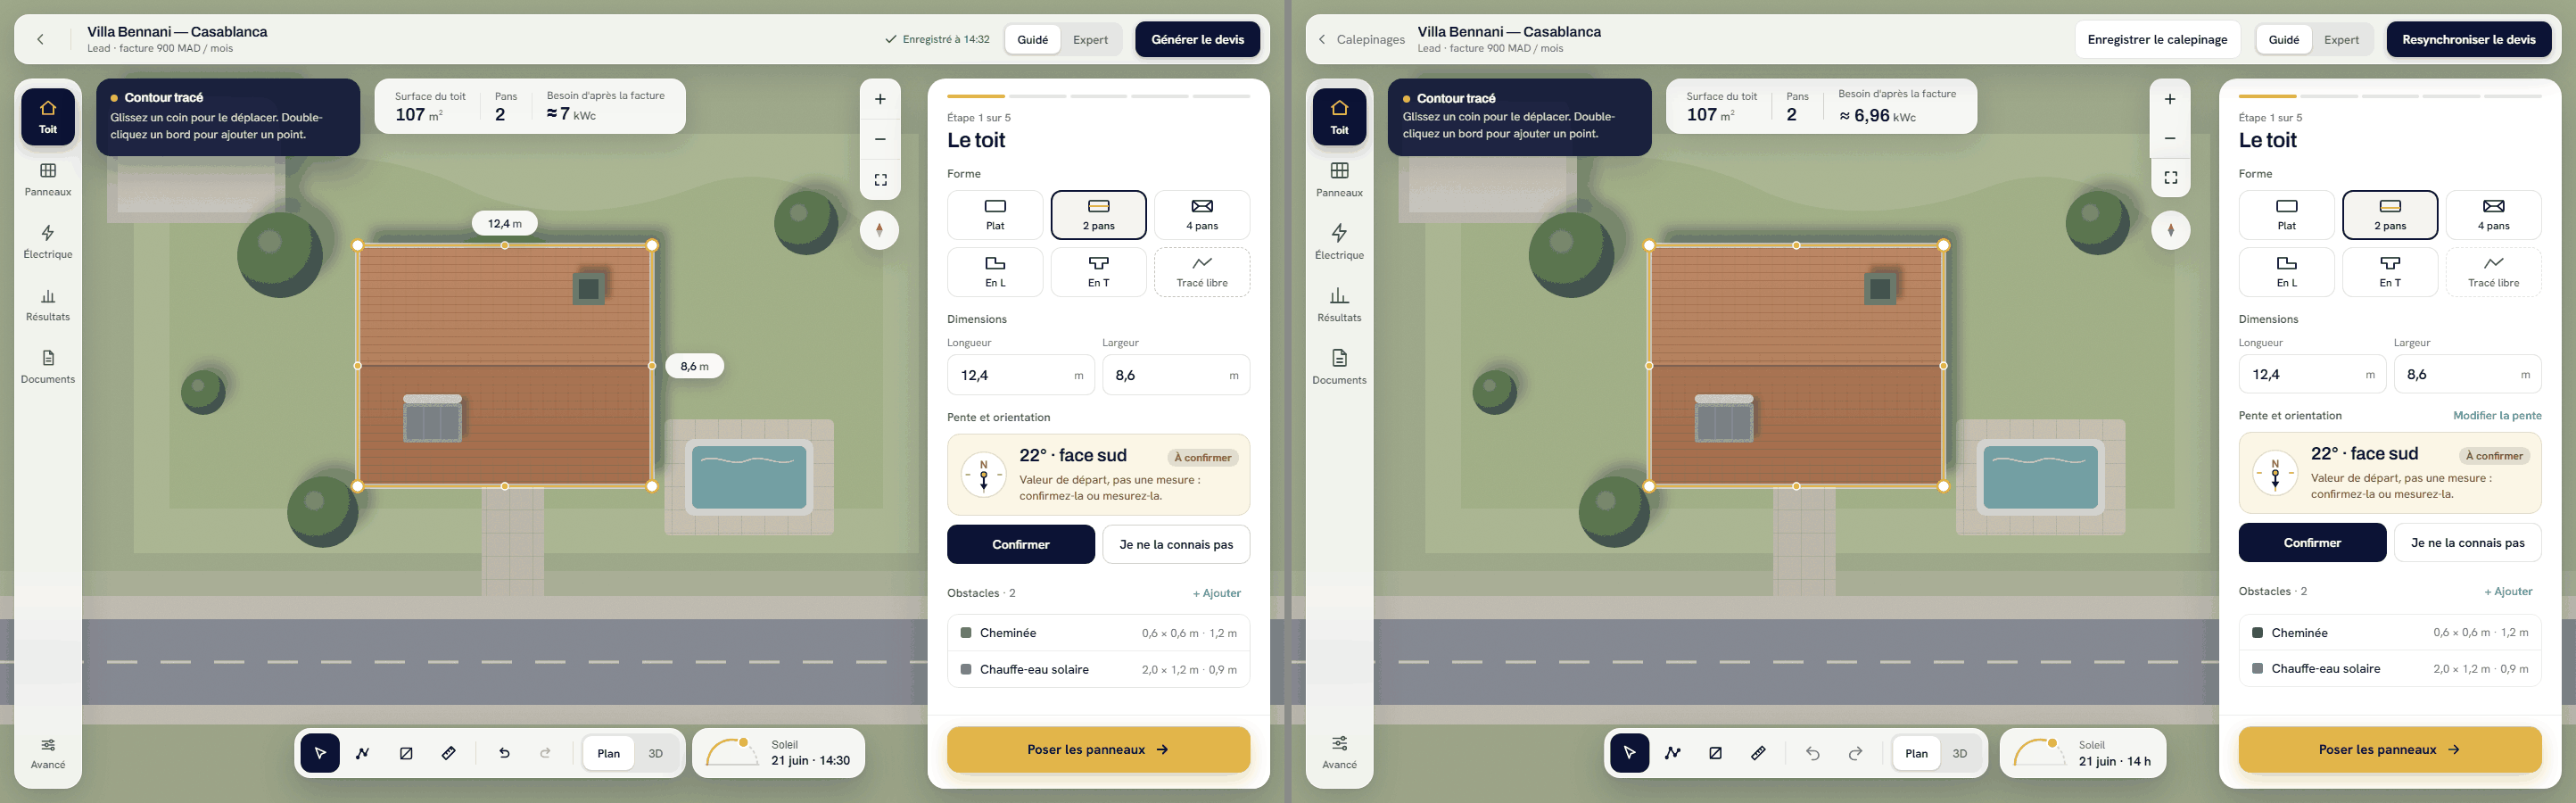 Villa Bennani — Casablanca
Lead · facture 900 MAD / mois
Enregistré à 14:32
Guidé
Expert
Générer le devis
Toit
Panneaux
Électrique
Résultats
Documents
Avancé
Contour tracé
Glissez un coin pour le déplacer. Double-
cliquez un bord pour ajouter un point.
Surface du toit
107 m²
Pans
2
Besoin d'après la facture
≈ 7 kWc
+
−
12,4 m
8,6 m
Étape 1 sur 5
Le toit
Forme
Plat
2 pans
4 pans
En L
En T
Tracé libre
Dimensions
Longueur
Largeur
12,4 m
8,6 m
Pente et orientation
N
22° · face sud
À confirmer
Valeur de départ, pas une mesure :
confirmez-la ou mesurez-la.
Confirmer
Je ne la connais pas
Obstacles · 2
+ Ajouter
Cheminée
0,6 × 0,6 m · 1,2 m
Chauffe-eau solaire
2,0 × 1,2 m · 0,9 m
Poser les panneaux →
Plan
3D
Soleil
21 juin · 14:30
Calepinages
Villa Bennani — Casablanca
Lead · facture 900 MAD / mois
Enregistrer le calepinage
Guidé
Expert
Resynchroniser le devis
Toit
Panneaux
Électrique
Résultats
Documents
Avancé
Contour tracé
Glissez un coin pour le déplacer. Double-
cliquez un bord pour ajouter un point.
Surface du toit
107 m²
Pans
2
Besoin d'après la facture
≈ 6,96 kWc
+
−
Étape 1 sur 5
Le toit
Forme
Plat
2 pans
4 pans
En L
En T
Tracé libre
Dimensions
Longueur
Largeur
12,4 m
8,6 m
Pente et orientation
Modifier la pente
N
22° · face sud
À confirmer
Valeur de départ, pas une mesure :
confirmez-la ou mesurez-la.
Confirmer
Je ne la connais pas
Obstacles · 2
+ Ajouter
Cheminée
0,6 × 0,6 m · 1,2 m
Chauffe-eau solaire
2,0 × 1,2 m · 0,9 m
Poser les panneaux →
Plan
3D
Soleil
21 juin · 14 h